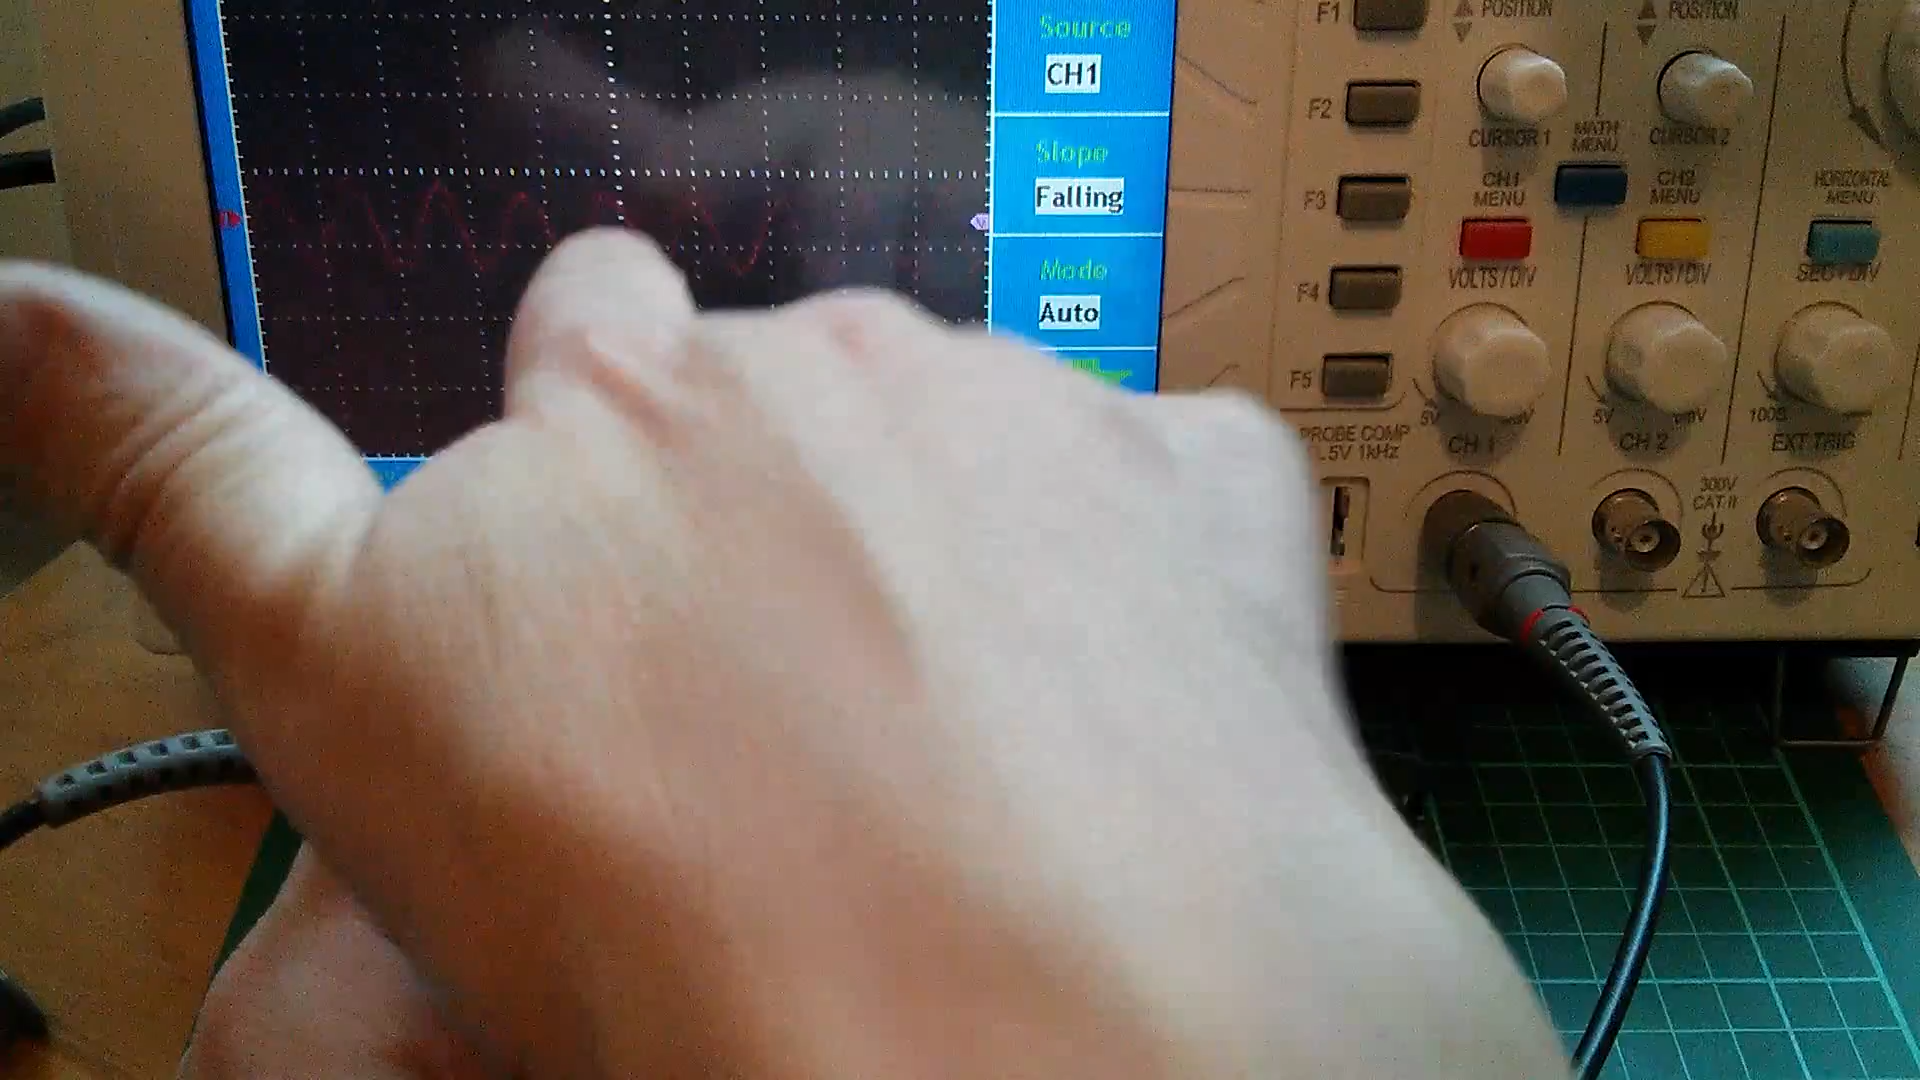 Source
CH1
Slope
Falling
Mode
Auto
F1
F2
F3
F4
F5
POSITION
POSITION
CURSOR 1
MATH
MENU
CURSOR 2
CH1
MENU
CH2
MENU
HORIZONTAL
MENU
VOLTS / DIV
VOLTS / DIV
SEC / DIV
5V
5V
100S
PROBE COMP
5V 1kHz
CH 1
CH 2
EXT TRIG
300V
CAT II